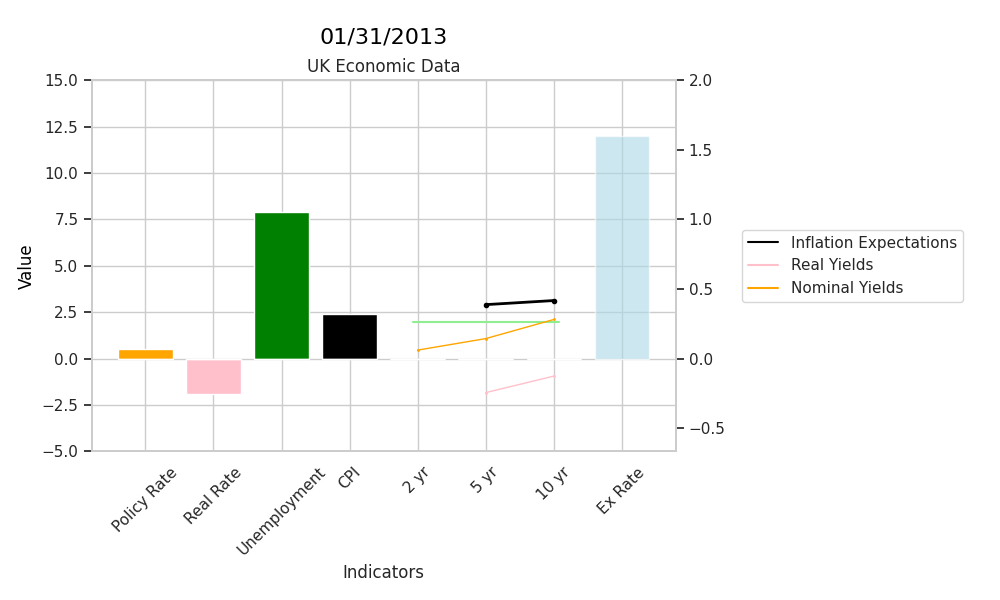 01/31/2013
UK Economic Data
15.0
12.5
10.0
7.5
5.0
2.5
0.0
−2.5
−5.0
Value
2.0
1.5
1.0
0.5
0.0
−0.5
Policy Rate
Real Rate
Unemployment
CPI
2 yr
5 yr
10 yr
Ex Rate
Indicators
Inflation Expectations
Real Yields
Nominal Yields